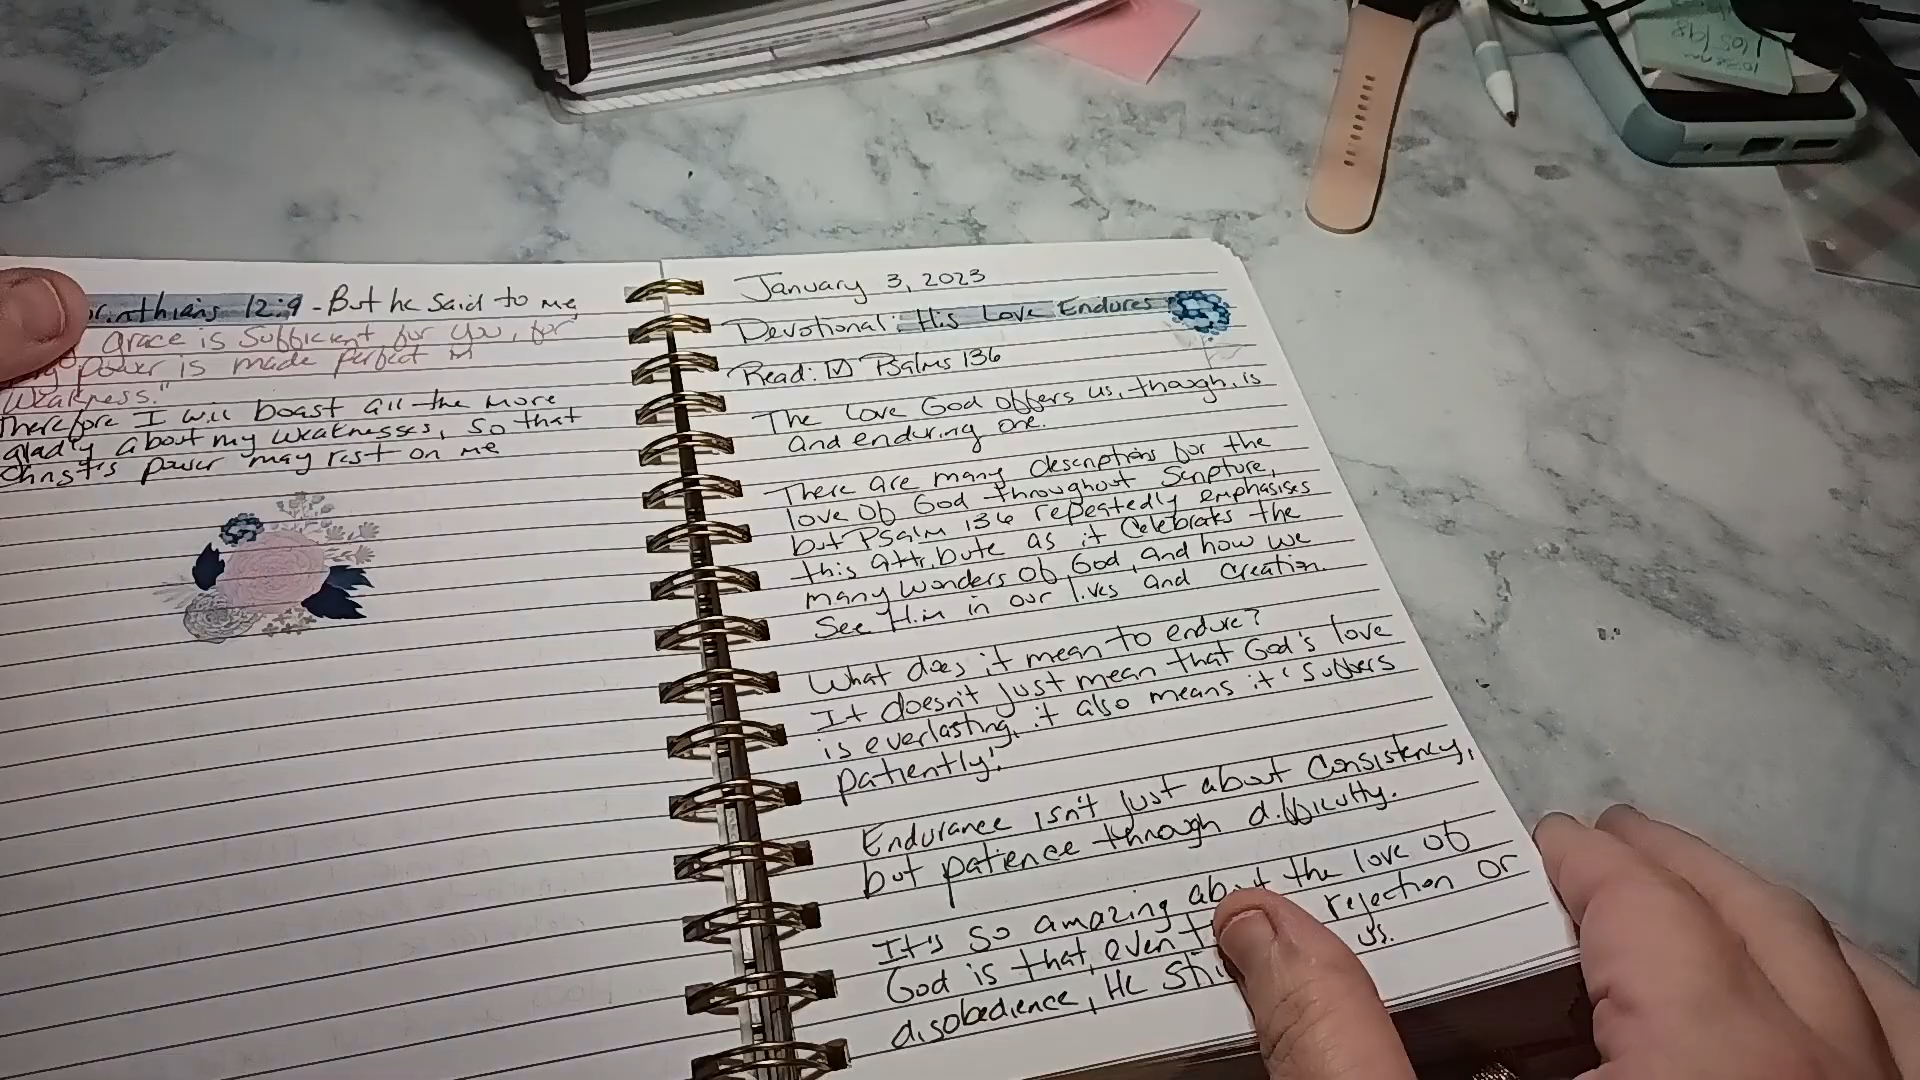 12:9 - But he said to me,
grace is sufficient for you, for
power is made perfect in
Weakness."
Therefore I will boast all the more
gladly about my weaknesses, so that
Christ's power may rest on me
January 3, 2023
Devotional: His Love Endures
Read: ☑ Psalms 136
The love God offers us, though, is
and enduring one.
There are many descriptions for the
love of God throughout Scripture,
but Psalm 136 repeatedly emphasises
this attribute as it celebrates the
many wonders of God, and how we
see Him in our lives and creation.
What does it mean to endure?
It doesn't just mean that God's love
is everlasting, it also means it "suffers
patiently."
Endurance isn't just about consistency,
but patience through difficulty.
It's so amazing about the love of
God is that, even rejection or
disobedience, He us.